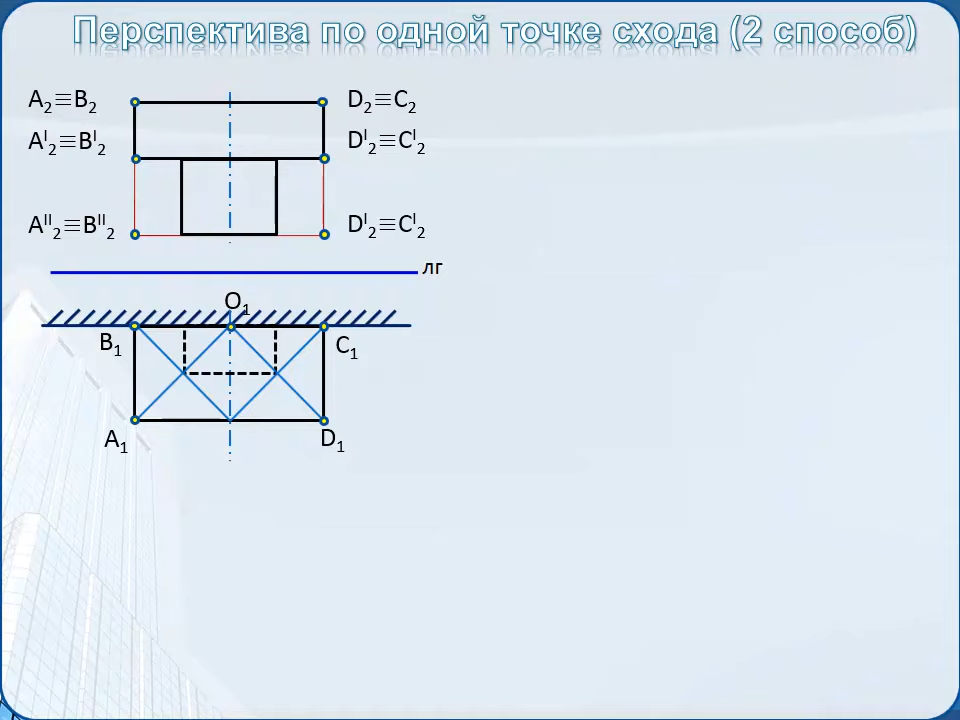 Перспектива по одной точке схода (2 способ)
A₂≡B₂ D₂≡C₂
Aᴵ₂≡Bᴵ₂ Dᴵ₂≡Cᴵ₂
Aᴵᴵ₂≡Bᴵᴵ₂ Dᴵ₂≡Cᴵ₂
лг
O₁
B₁ C₁
A₁ D₁